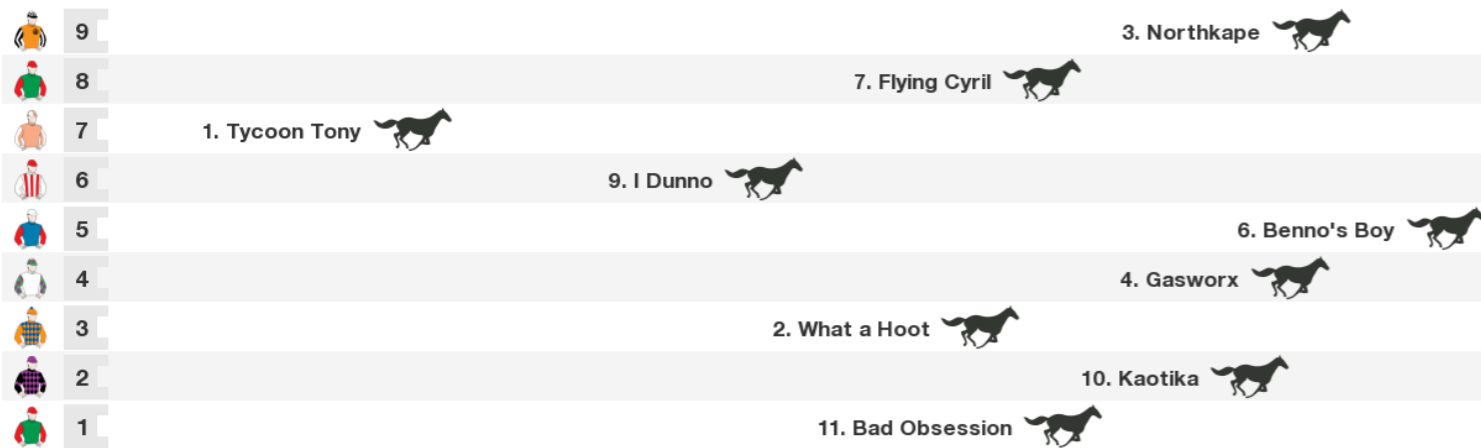 9 3. Northkape
8 7. Flying Cyril
7 1. Tycoon Tony
6 9. I Dunno
5 6. Benno's Boy
4 4. Gasworx
3 2. What a Hoot
2 10. Kaotika
1 11. Bad Obsession